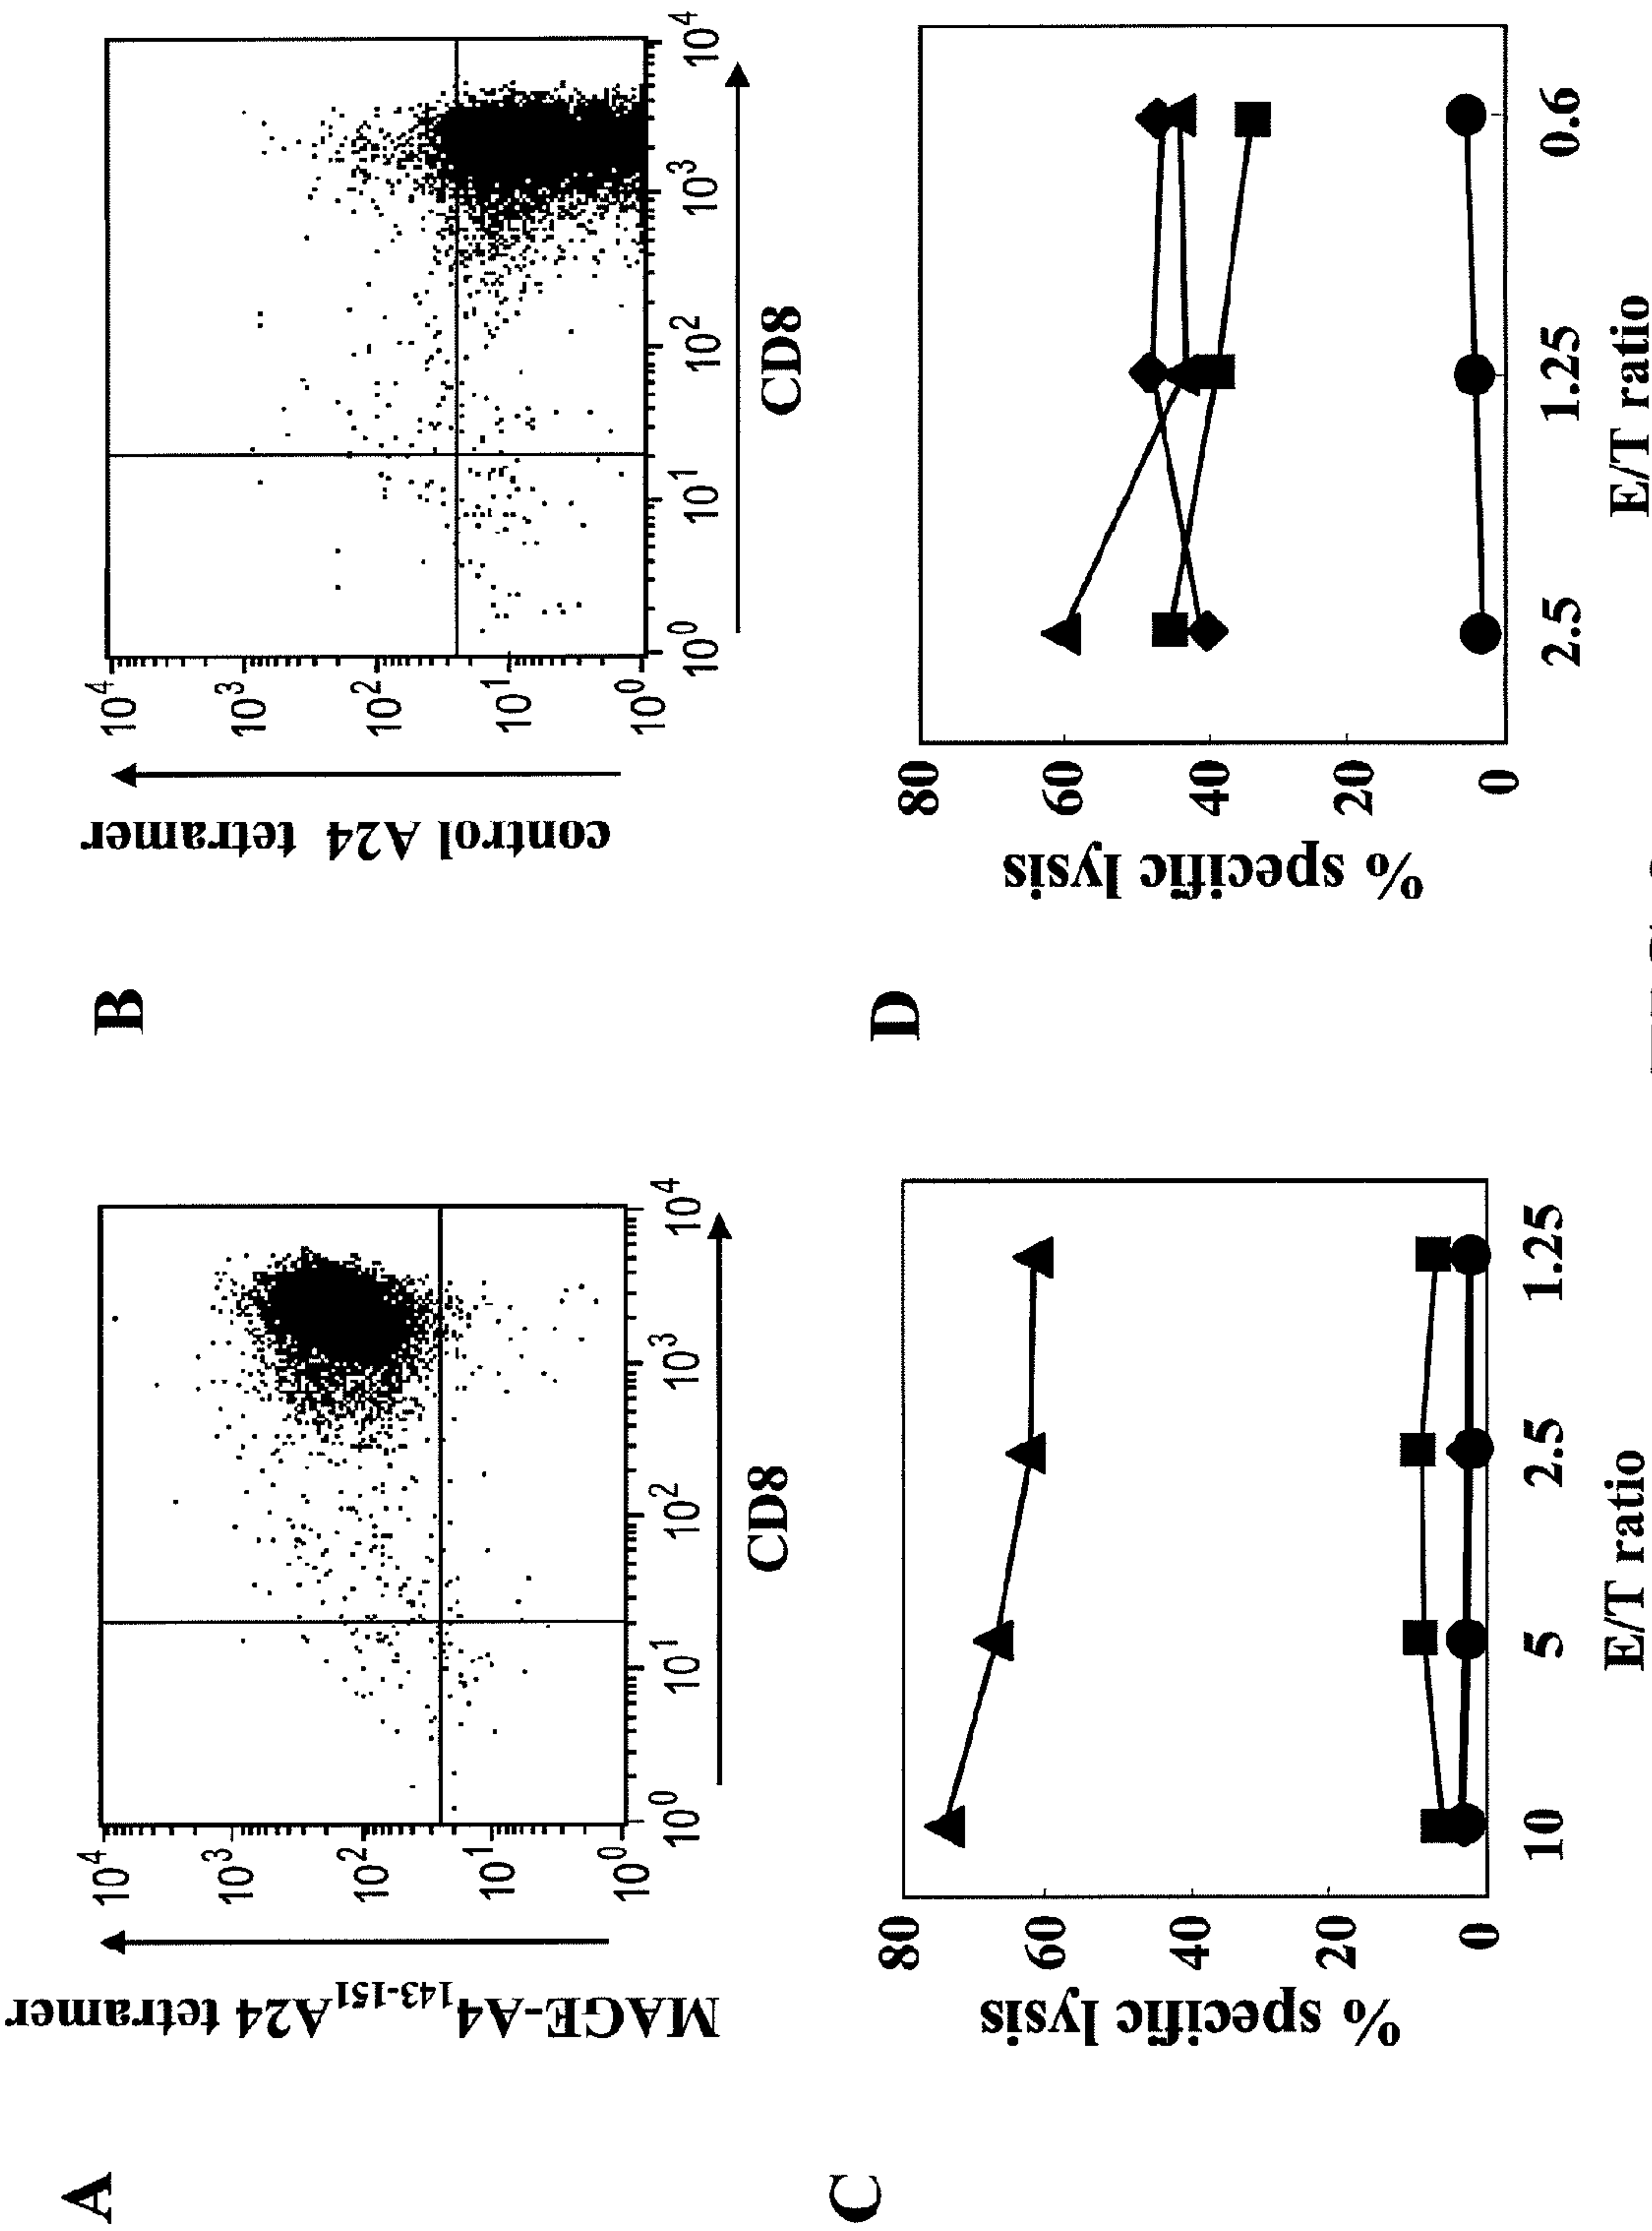 A
MAGE-A4143-151A24 tetramer
10^4
10^3
10^2
10^1
10^0
10^0 10^1 10^2 10^3 10^4
CD8
B
control A24 tetramer
10^4
10^3
10^2
10^1
10^0
10^0 10^1 10^2 10^3 10^4
CD8
C
% specific lysis
80
60
40
20
0
10 5 2.5 1.25
E/T ratio
D
% specific lysis
80
60
40
20
0
2.5 1.25 0.6
E/T ratio